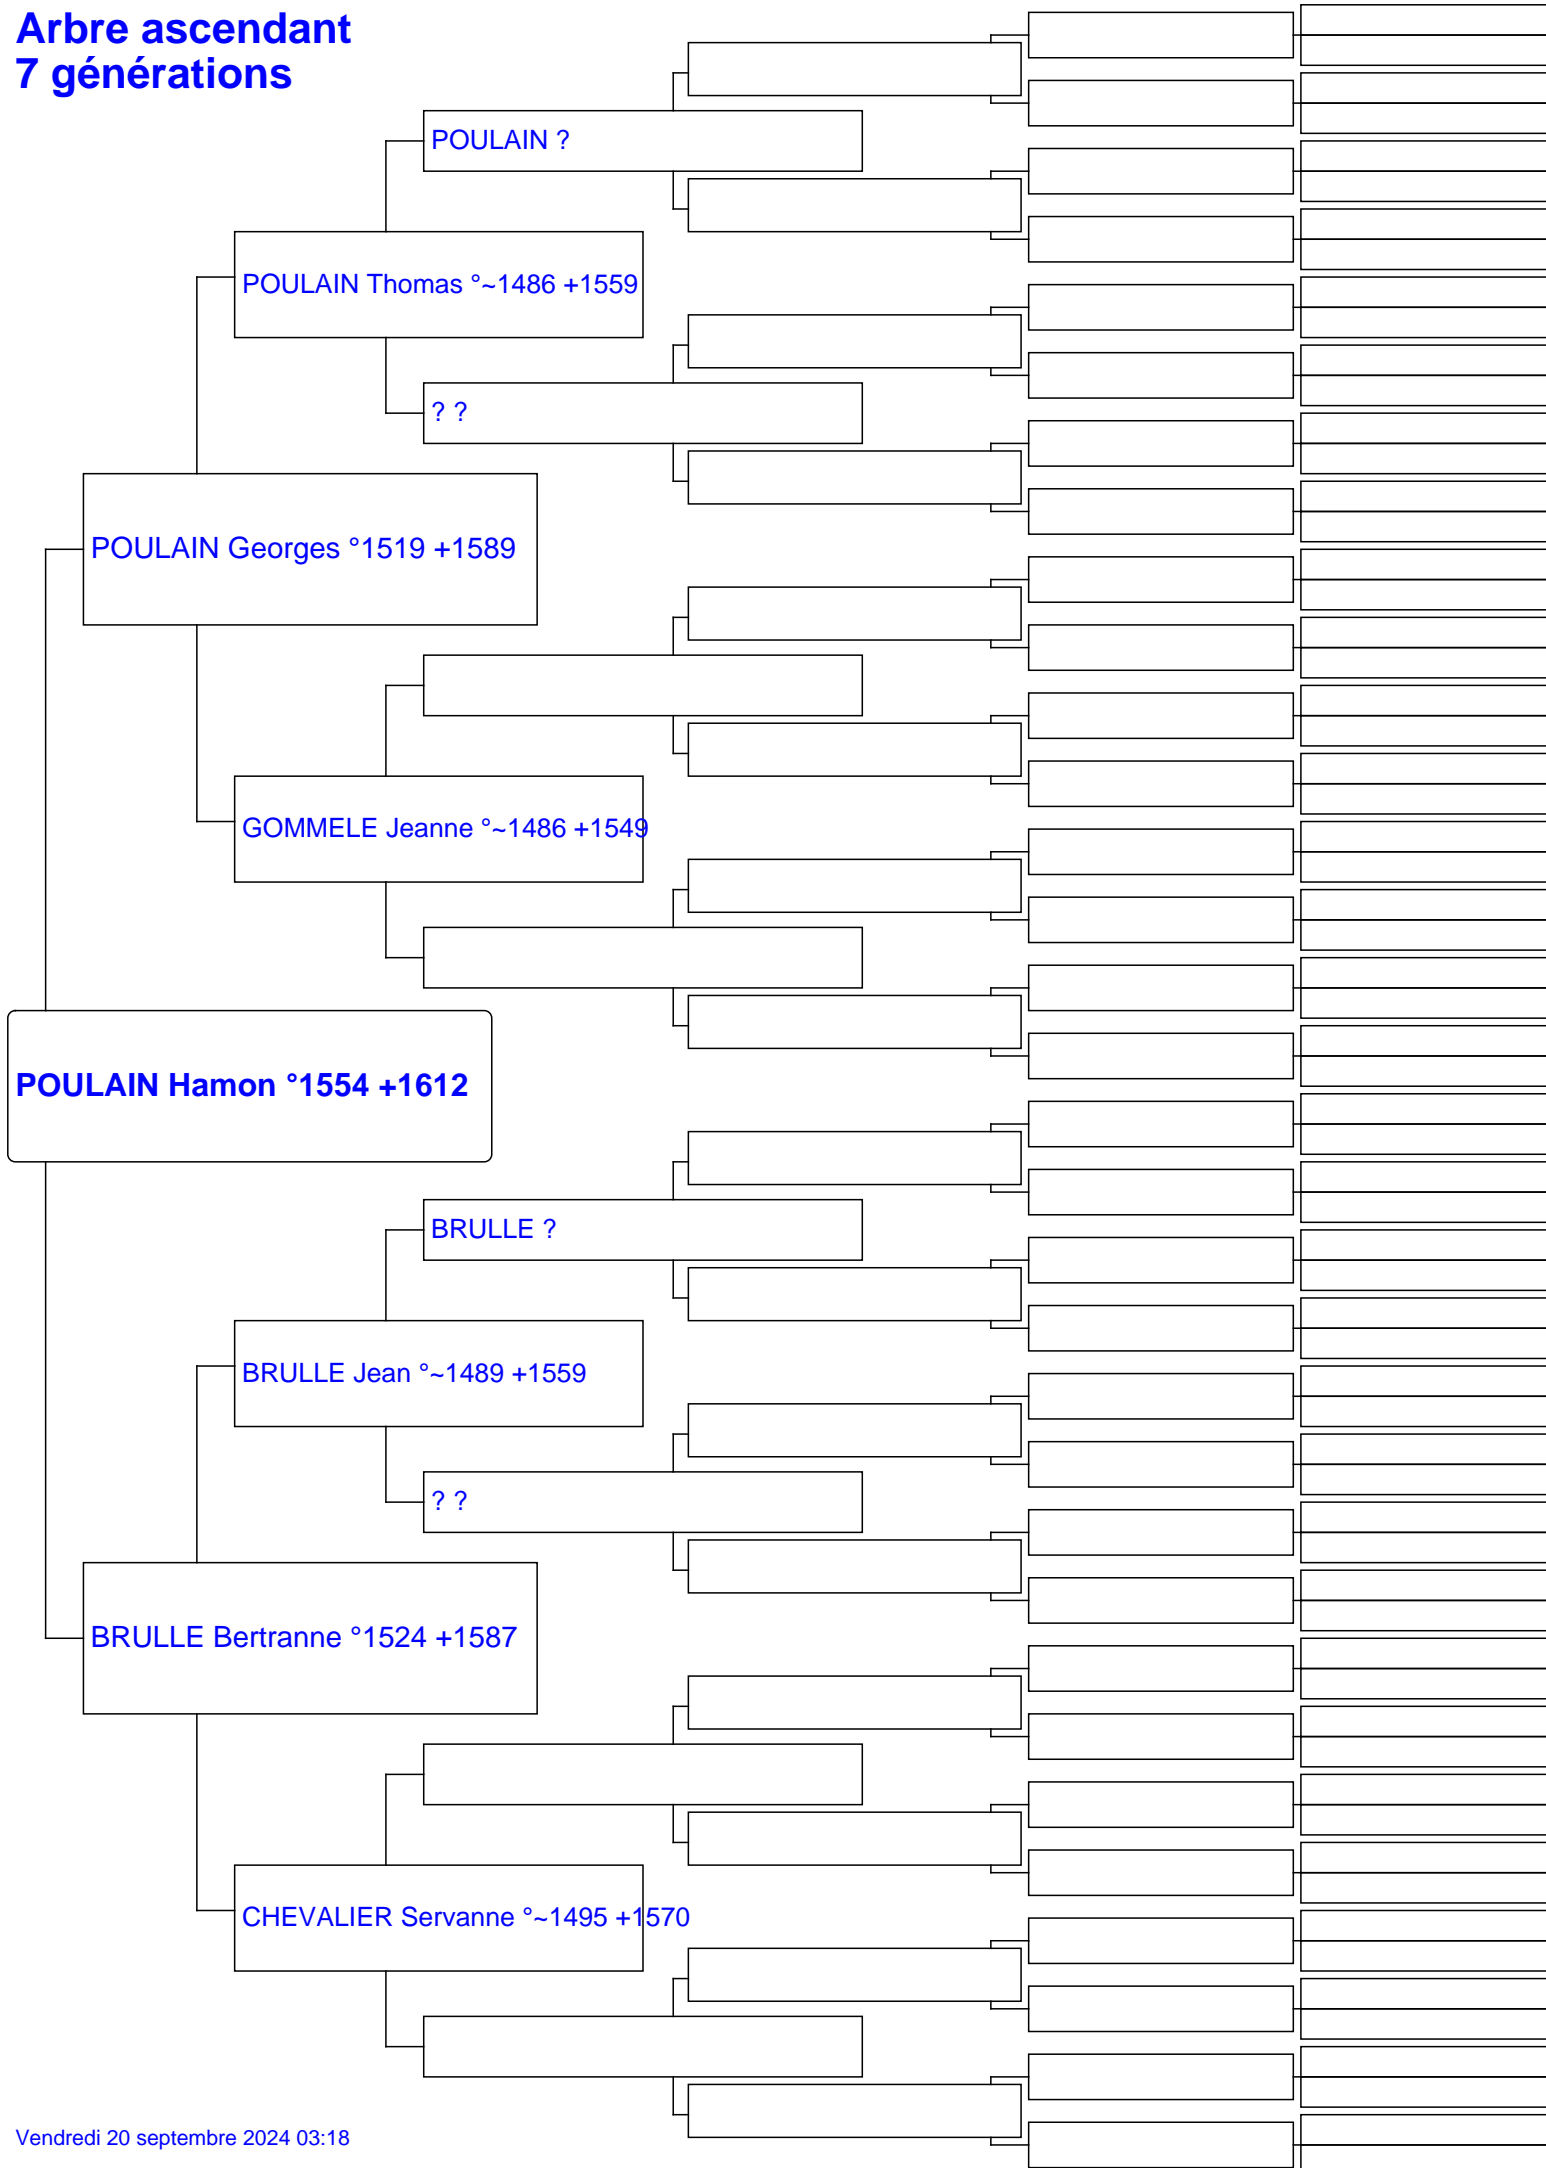 Arbre ascendant
7 générations
POULAIN ?
POULAIN Thomas °~1486 +1559
? ?
POULAIN Georges °1519 +1589
GOMMELE Jeanne °~1486 +1549
POULAIN Hamon °1554 +1612
BRULLE ?
BRULLE Jean °~1489 +1559
? ?
BRULLE Bertranne °1524 +1587
CHEVALIER Servanne °~1495 +1570
Vendredi 20 septembre 2024 03:18